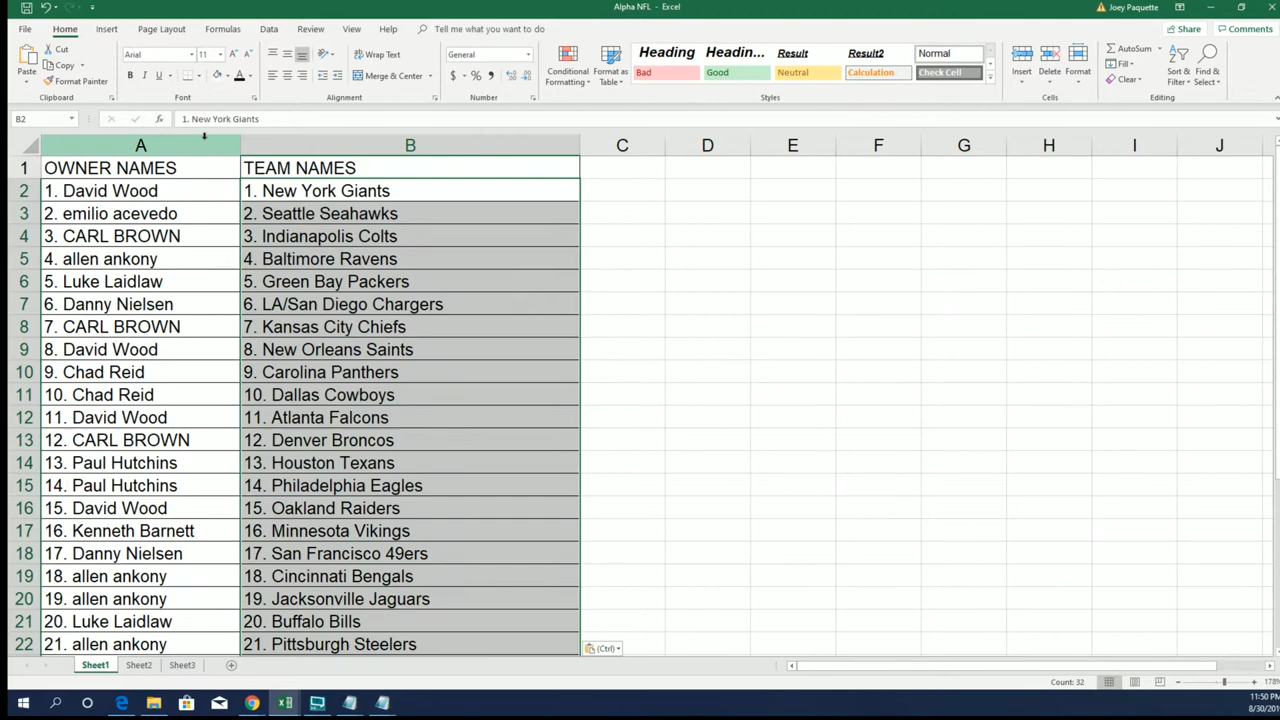 Alpha NFL - Excel
Joey Paquette
File Home Insert Page Layout Formulas Data Review View Help Tell me what you want to do Share Comments
Cut
Copy
Format Painter
Paste
Clipboard
Arial 11
B I U
Font
Wrap Text
Merge & Center
Alignment
General
$ % ,
Number
Conditional Formatting
Format as Table
Heading Headin... Result Result2 Normal
Bad Good Neutral Calculation Check Cell
Styles
Insert Delete Format
Cells
AutoSum
Fill
Clear
Sort & Filter
Find & Select
Editing
B2 fx 1. New York Giants
A B C D E F G H I J
1 OWNER NAMES TEAM NAMES
2 1. David Wood 1. New York Giants
3 2. emilio acevedo 2. Seattle Seahawks
4 3. CARL BROWN 3. Indianapolis Colts
5 4. allen ankony 4. Baltimore Ravens
6 5. Luke Laidlaw 5. Green Bay Packers
7 6. Danny Nielsen 6. LA/San Diego Chargers
8 7. CARL BROWN 7. Kansas City Chiefs
9 8. David Wood 8. New Orleans Saints
10 9. Chad Reid 9. Carolina Panthers
11 10. Chad Reid 10. Dallas Cowboys
12 11. David Wood 11. Atlanta Falcons
13 12. CARL BROWN 12. Denver Broncos
14 13. Paul Hutchins 13. Houston Texans
15 14. Paul Hutchins 14. Philadelphia Eagles
16 15. David Wood 15. Oakland Raiders
17 16. Kenneth Barnett 16. Minnesota Vikings
18 17. Danny Nielsen 17. San Francisco 49ers
19 18. allen ankony 18. Cincinnati Bengals
20 19. allen ankony 19. Jacksonville Jaguars
21 20. Luke Laidlaw 20. Buffalo Bills
22 21. allen ankony 21. Pittsburgh Steelers
(Ctrl)
Sheet1 Sheet2 Sheet3
Count: 32
178%
11:50 PM
8/30/2019